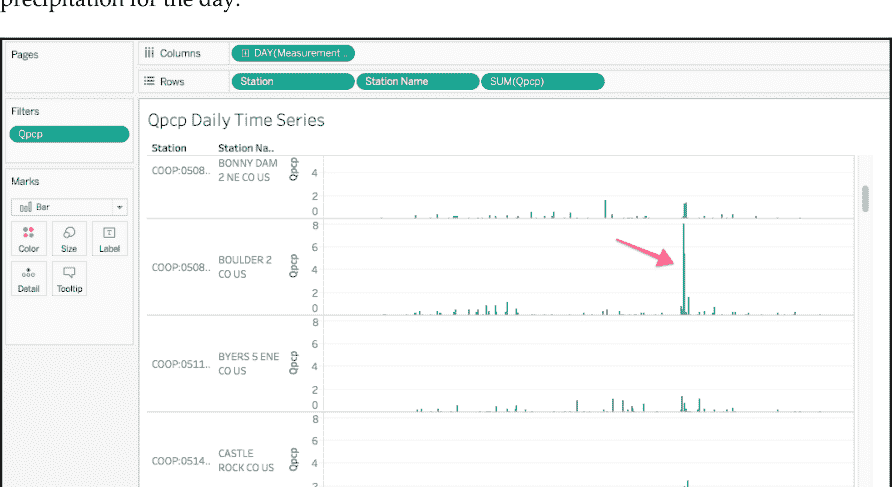 precipitation for the day:
Pages
Columns
DAY(Measurement ..
Rows
Station
Station Name
SUM(Qpcp)
Filters
Qpcp
Marks
Bar
Color
Size
Label
Detail
Tooltip
Qpcp Daily Time Series
Station
Station Na..
COOP:0508..
BONNY DAM
2 NE CO US
Qpcp
4
2
0
COOP:0508..
BOULDER 2
CO US
Qpcp
8
6
4
2
0
COOP:0511..
BYERS 5 ENE
CO US
Qpcp
8
6
4
2
0
COOP:0514..
CASTLE
ROCK CO US
Qpcp
8
6
4
2